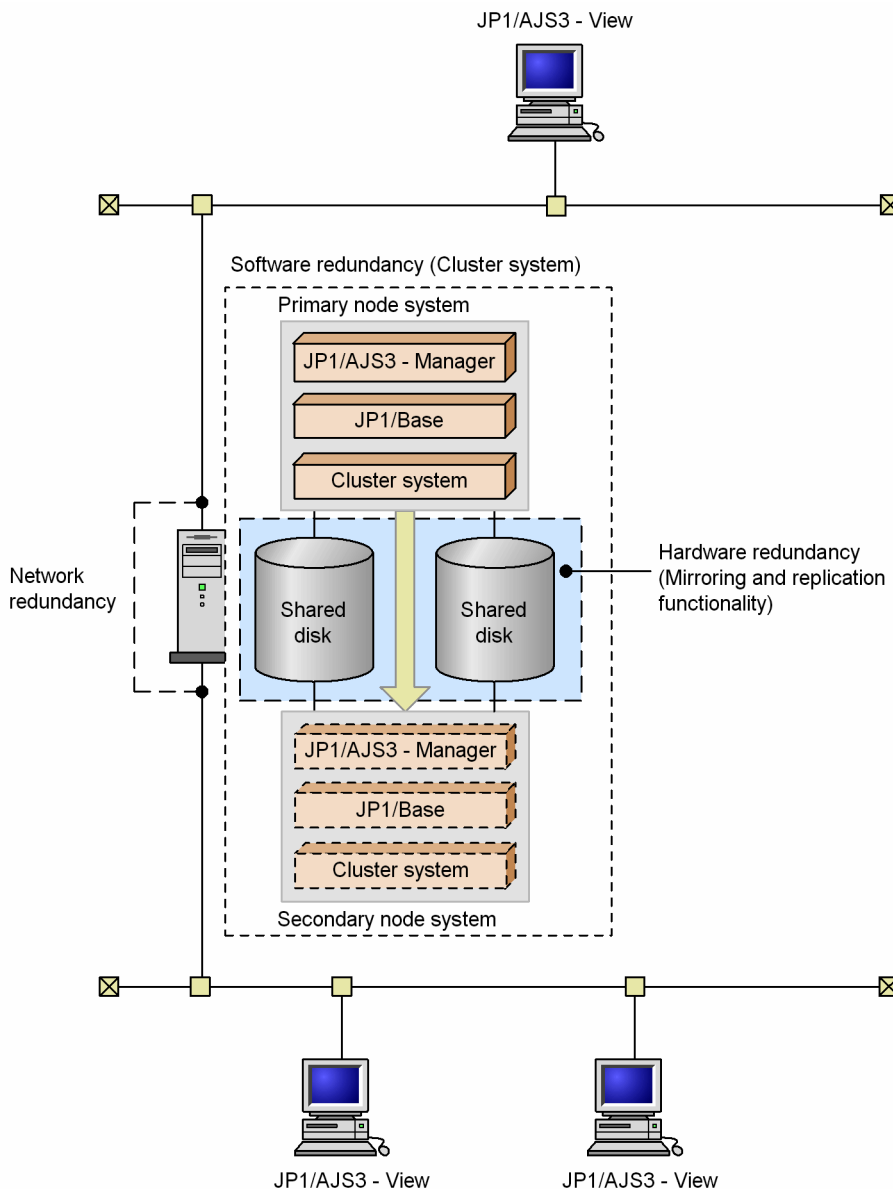 JP1/AJS3 - View
Software redundancy (Cluster system)
Primary node system
JP1/AJS3 - Manager
JP1/Base
Cluster system
Network
redundancy
Shared
disk
Shared
disk
Hardware redundancy
(Mirroring and replication
functionality)
JP1/AJS3 - Manager
JP1/Base
Cluster system
Secondary node system
JP1/AJS3 - View
JP1/AJS3 - View